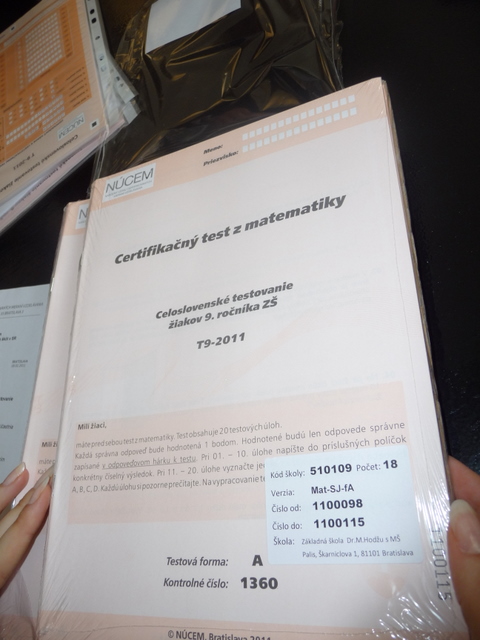 Meno:
Priezvisko:
NÚCEM
Certifikačný test z matematiky
Celoslovenské testovanie
žiakov 9. ročníka ZŠ
T9-2011
Milí žiaci,
máte pred sebou test z matematiky. Test obsahuje 20 testových úloh.
Každá správna odpoveď bude hodnotená 1 bodom. Hodnotené budú len odpovede správne
zapísané v odpoveďovom hárku k testu. Pri 01. – 10. úlohe napíšte do príslušných políčok
konkrétny číselný výsledok. Pri 11. – 20. úlohe vyznačte
A, B, C, D. Každú úlohu si pozorne prečítajte. Na vypracovanie
Kód školy: 510109 Počet: 18
Verzia: Mat-SJ-fA
Číslo od: 1100098
Číslo do: 1100115
Škola: Základná škola Dr.M.Hodžu s MŠ
Palis, Škarniclova 1, 81101 Bratislava
1100115
Testová forma: A
Kontrolné číslo: 1360
© NÚCEM, Bratislava 2011